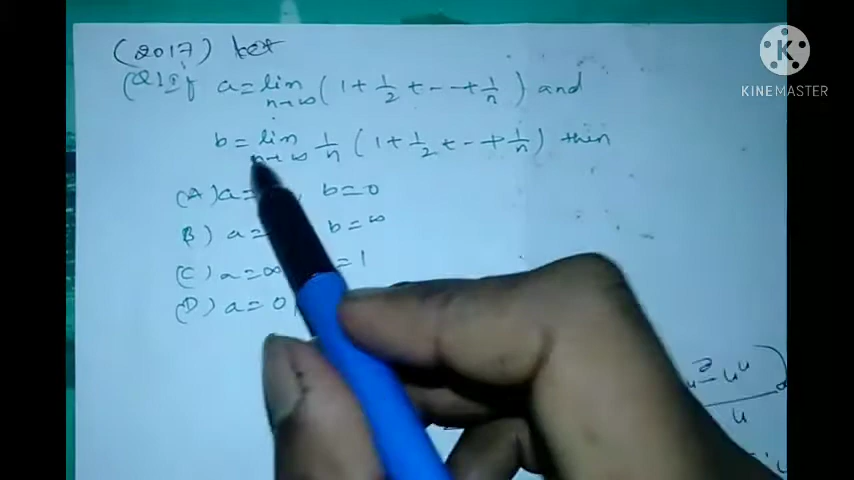 (2017) ket
(Q1) If a = lim n→∞ (1 + 1/2 + - - + 1/n) and
KINEMASTER
b = lim n→∞ 1/n (1 + 1/2 + - - + 1/n) then
(A) a = , b = 0
B) a = b = ∞
(C) a = ∞ = 1
(D) a = 0,